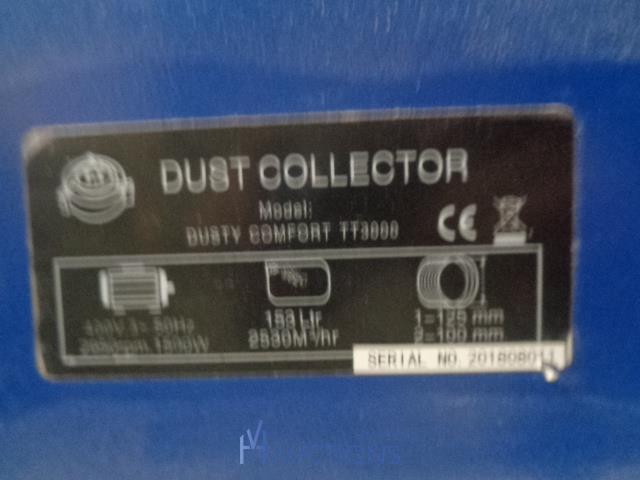 DUST COLLECTOR
Model:
DUSTY COMFORT TT3000
CE
153 Ltr
2530M³/hr
1=125 mm
2=100 mm
SERIAL NO. 201808011